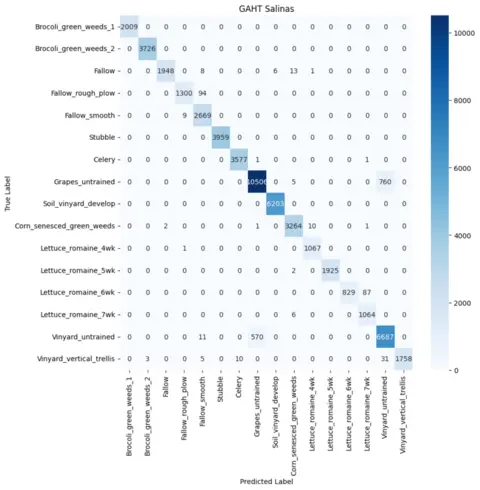 GAHT Salinas
True Label
Brocoli_green_weeds_1 2009 0 0 0 0 0 0 0 0 0 0 0 0 0 0 0
Brocoli_green_weeds_2 0 3726 0 0 0 0 0 0 0 0 0 0 0 0 0 0
Fallow 0 0 1948 0 8 0 0 0 6 13 1 0 0 0 0 0
Fallow_rough_plow 0 0 0 1300 94 0 0 0 0 0 0 0 0 0 0 0
Fallow_smooth 0 0 0 9 2669 0 0 0 0 0 0 0 0 0 0 0
Stubble 0 0 0 0 0 3959 0 0 0 0 0 0 0 0 0 0
Celery 0 0 0 0 0 0 3577 1 0 0 0 0 0 1 0 0
Grapes_untrained 0 0 0 0 0 0 0 10506 0 5 0 0 0 0 760 0
Soil_vinyard_develop 0 0 0 0 0 0 0 0 6203 0 0 0 0 0 0 0
Corn_senesced_green_weeds 0 0 2 0 0 0 0 1 0 3264 10 0 0 1 0 0
Lettuce_romaine_4wk 0 0 0 1 0 0 0 0 0 0 1067 0 0 0 0 0
Lettuce_romaine_5wk 0 0 0 0 0 0 0 0 0 2 0 1925 0 0 0 0
Lettuce_romaine_6wk 0 0 0 0 0 0 0 0 0 0 0 0 829 87 0 0
Lettuce_romaine_7wk 0 0 0 0 0 0 0 0 0 6 0 0 0 1064 0 0
Vinyard_untrained 0 0 0 0 11 0 0 570 0 0 0 0 0 0 6687 0
Vinyard_vertical_trellis 0 3 0 0 5 0 10 0 0 0 0 0 0 0 31 1758
Brocoli_green_weeds_1
Brocoli_green_weeds_2
Fallow
Fallow_rough_plow
Fallow_smooth
Stubble
Celery
Grapes_untrained
Soil_vinyard_develop
Corn_senesced_green_weeds
Lettuce_romaine_4wk
Lettuce_romaine_5wk
Lettuce_romaine_6wk
Lettuce_romaine_7wk
Vinyard_untrained
Vinyard_vertical_trellis
Predicted Label
10000
8000
6000
4000
2000
0